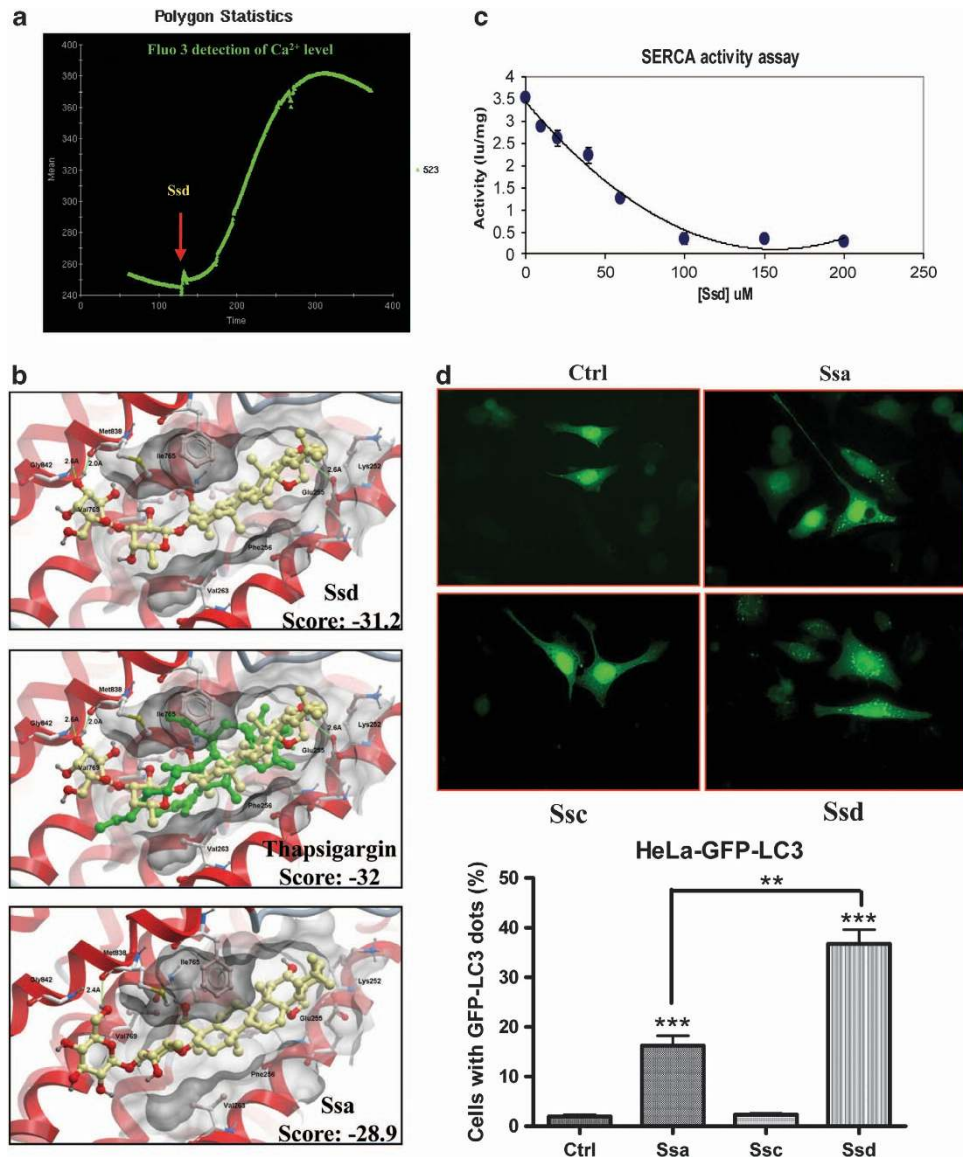 a
Polygon Statistics
Fluo 3 detection of Ca²⁺ level
400
380
360
340
320
300
280
260
240
Mean
Ssd
523
100
200
300
400
Time
c
SERCA activity assay
4
3.5
3
2.5
2
1.5
1
0.5
0
Activity (Iu/mg)
0
50
100
150
200
250
[Ssd] uM
b
Met838
Gly842
2.6A
2.0A
Ile765
Val769
Lys252
2.6A
Glu255
Phe256
Val263
Ssd
Score: -31.2
Met838
Gly842
2.6A
2.0A
Ile765
Val769
Lys252
2.6A
Glu255
Phe256
Val263
Thapsigargin
Score: -32
Met838
Gly842
2.4A
Ile765
Val769
Lys252
Glu255
Phe256
Val263
Ssa
Score: -28.9
d
Ctrl
Ssa
Ssc
Ssd
HeLa-GFP-LC3
Cells with GFP-LC3 dots (%)
50
40
30
20
10
0
**
***
***
Ctrl
Ssa
Ssc
Ssd